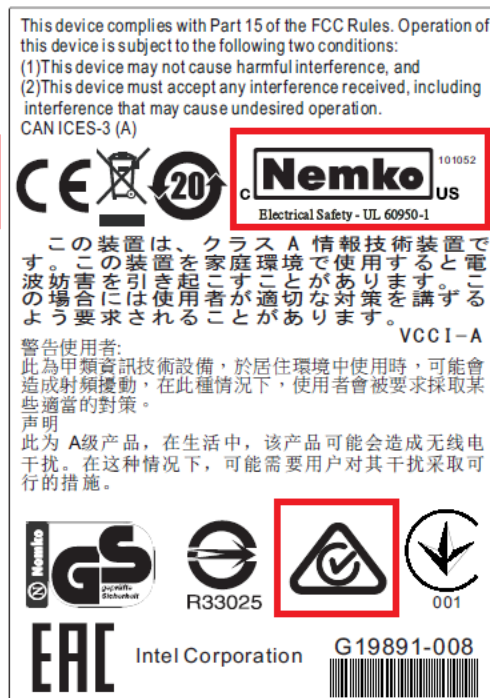 This device complies with Part 15 of the FCC Rules. Operation of
this device is subject to the following two conditions:
(1)This device may not cause harmful interference, and
(2)This device must accept any interference received, including
interference that may cause undesired operation.
CAN ICES-3 (A)
CE
20
Nemko
101052
C
US
Electrical Safety - UL 60950-1
この装置は、クラス A 情報技術装置で
す。この装置を家庭環境で使用すると電
波妨害を引き起こすことがあります。こ
の場合には使用者が適切な対策を講ずる
よう要求されることがあります。
VCCI-A
警告使用者:
此為甲類資訊技術設備，於居住環境中使用時，可能會
造成射頻擾動，在此種情況下，使用者會被要求採取某
些適當的對策。
声明
此为 A级产品，在生活中，该产品可能会造成无线电
干扰。在这种情况下，可能需要用户对其干扰采取可
行的措施。
N Nemko
GS
geprüfte
Sicherheit
R33025
001
EAC
Intel Corporation
G19891-008